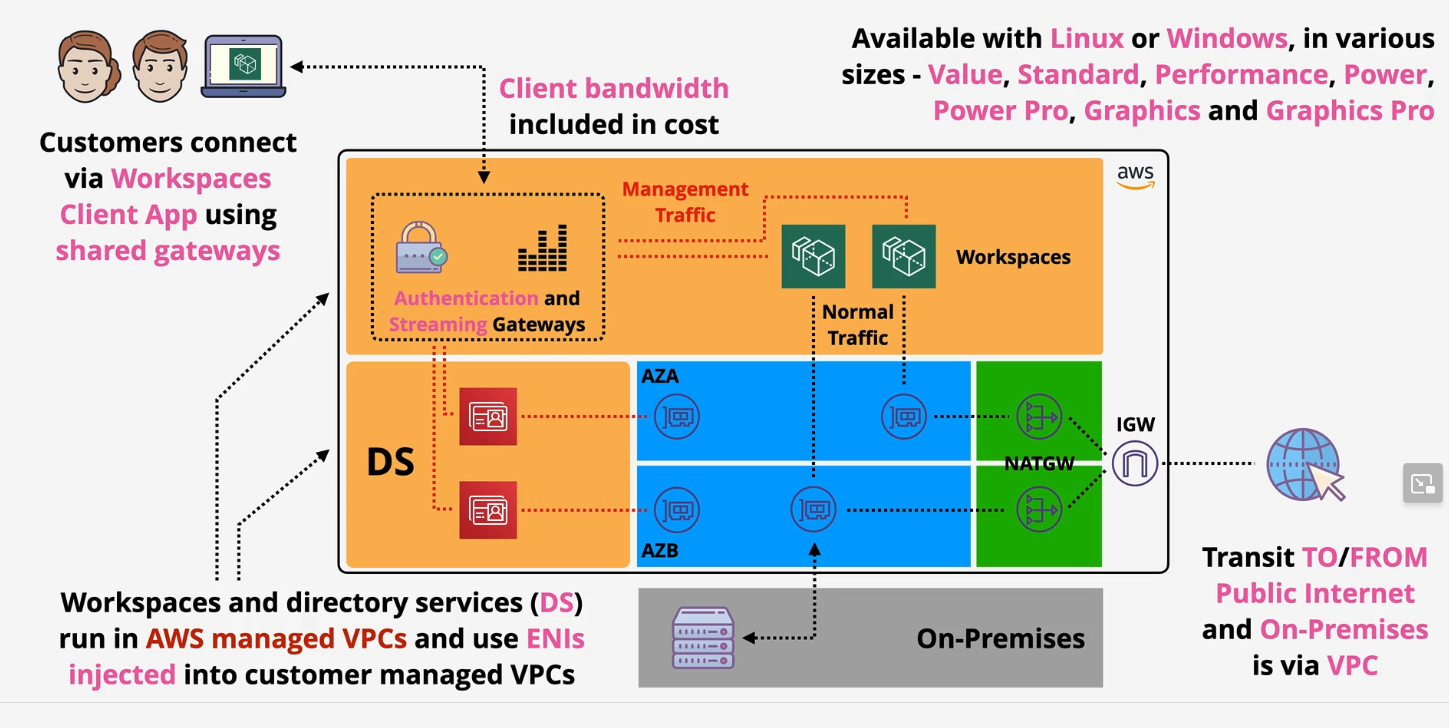 Available with Linux or Windows, in various
sizes - Value, Standard, Performance, Power,
Power Pro, Graphics and Graphics Pro
Client bandwidth
included in cost
Customers connect
via Workspaces
Client App using
shared gateways
aws
Management
Traffic
Workspaces
Authentication and
Streaming Gateways
Normal
Traffic
AZA
DS
IGW
NATGW
AZB
Transit TO/FROM
Public Internet
and On-Premises
is via VPC
Workspaces and directory services (DS)
run in AWS managed VPCs and use ENIs
injected into customer managed VPCs
On-Premises